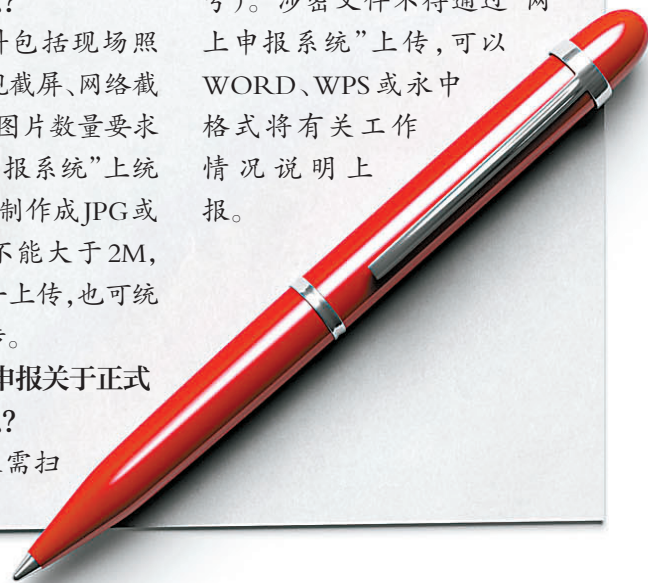 ?
包括现场照
截屏、网络截
图片数量要求
报系统”上统
制作成JPG或
不能大于2M,
上传,也可统
。
申报关于正式
?
需扫
号)。涉密文件不得通过“网
上申报系统”上传,可以
WORD、WPS或永中
格式将有关工作
情况说明上
报。